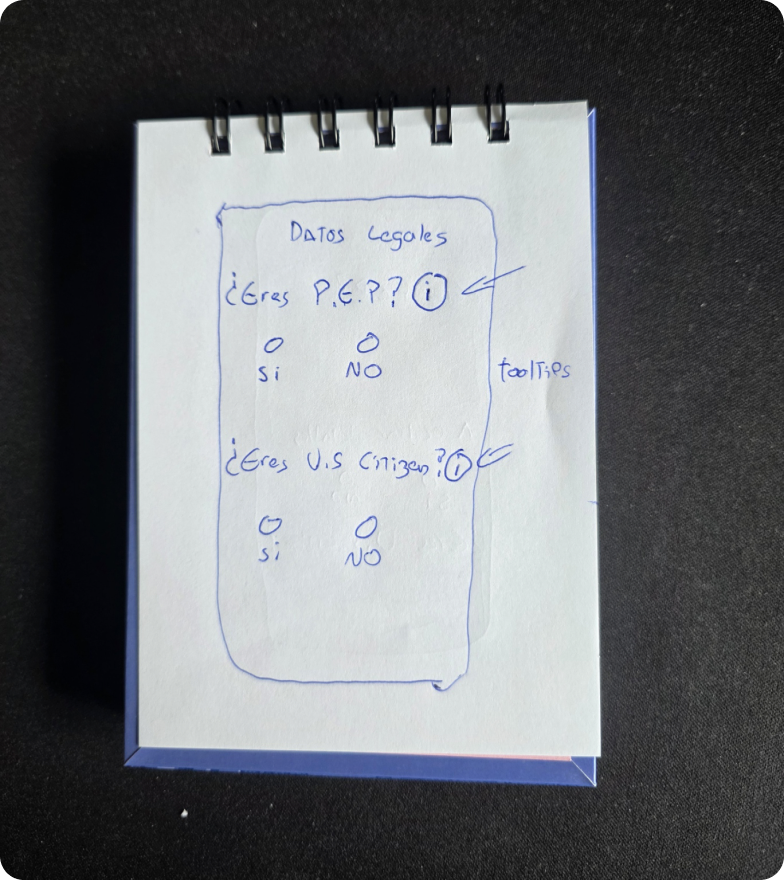 Datos Legales
¿Eres P.E.P? i
Si NO
tooltips
¿Eres U.S Citizen? i
Si NO